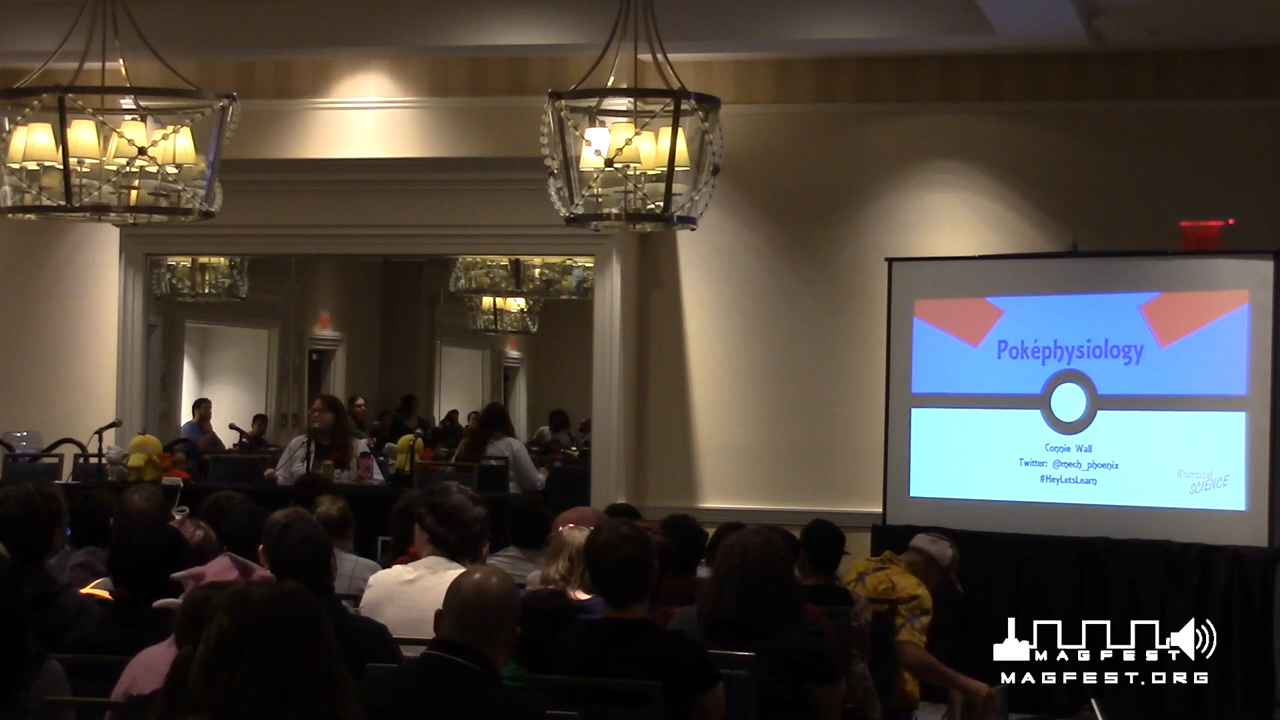 Poképhysiology
Connie Wall
Twitter: @mech_phoenix
#HeyLetsLearn
Whimsical
SCIENCE
MAGFEST
MAGFEST.ORG